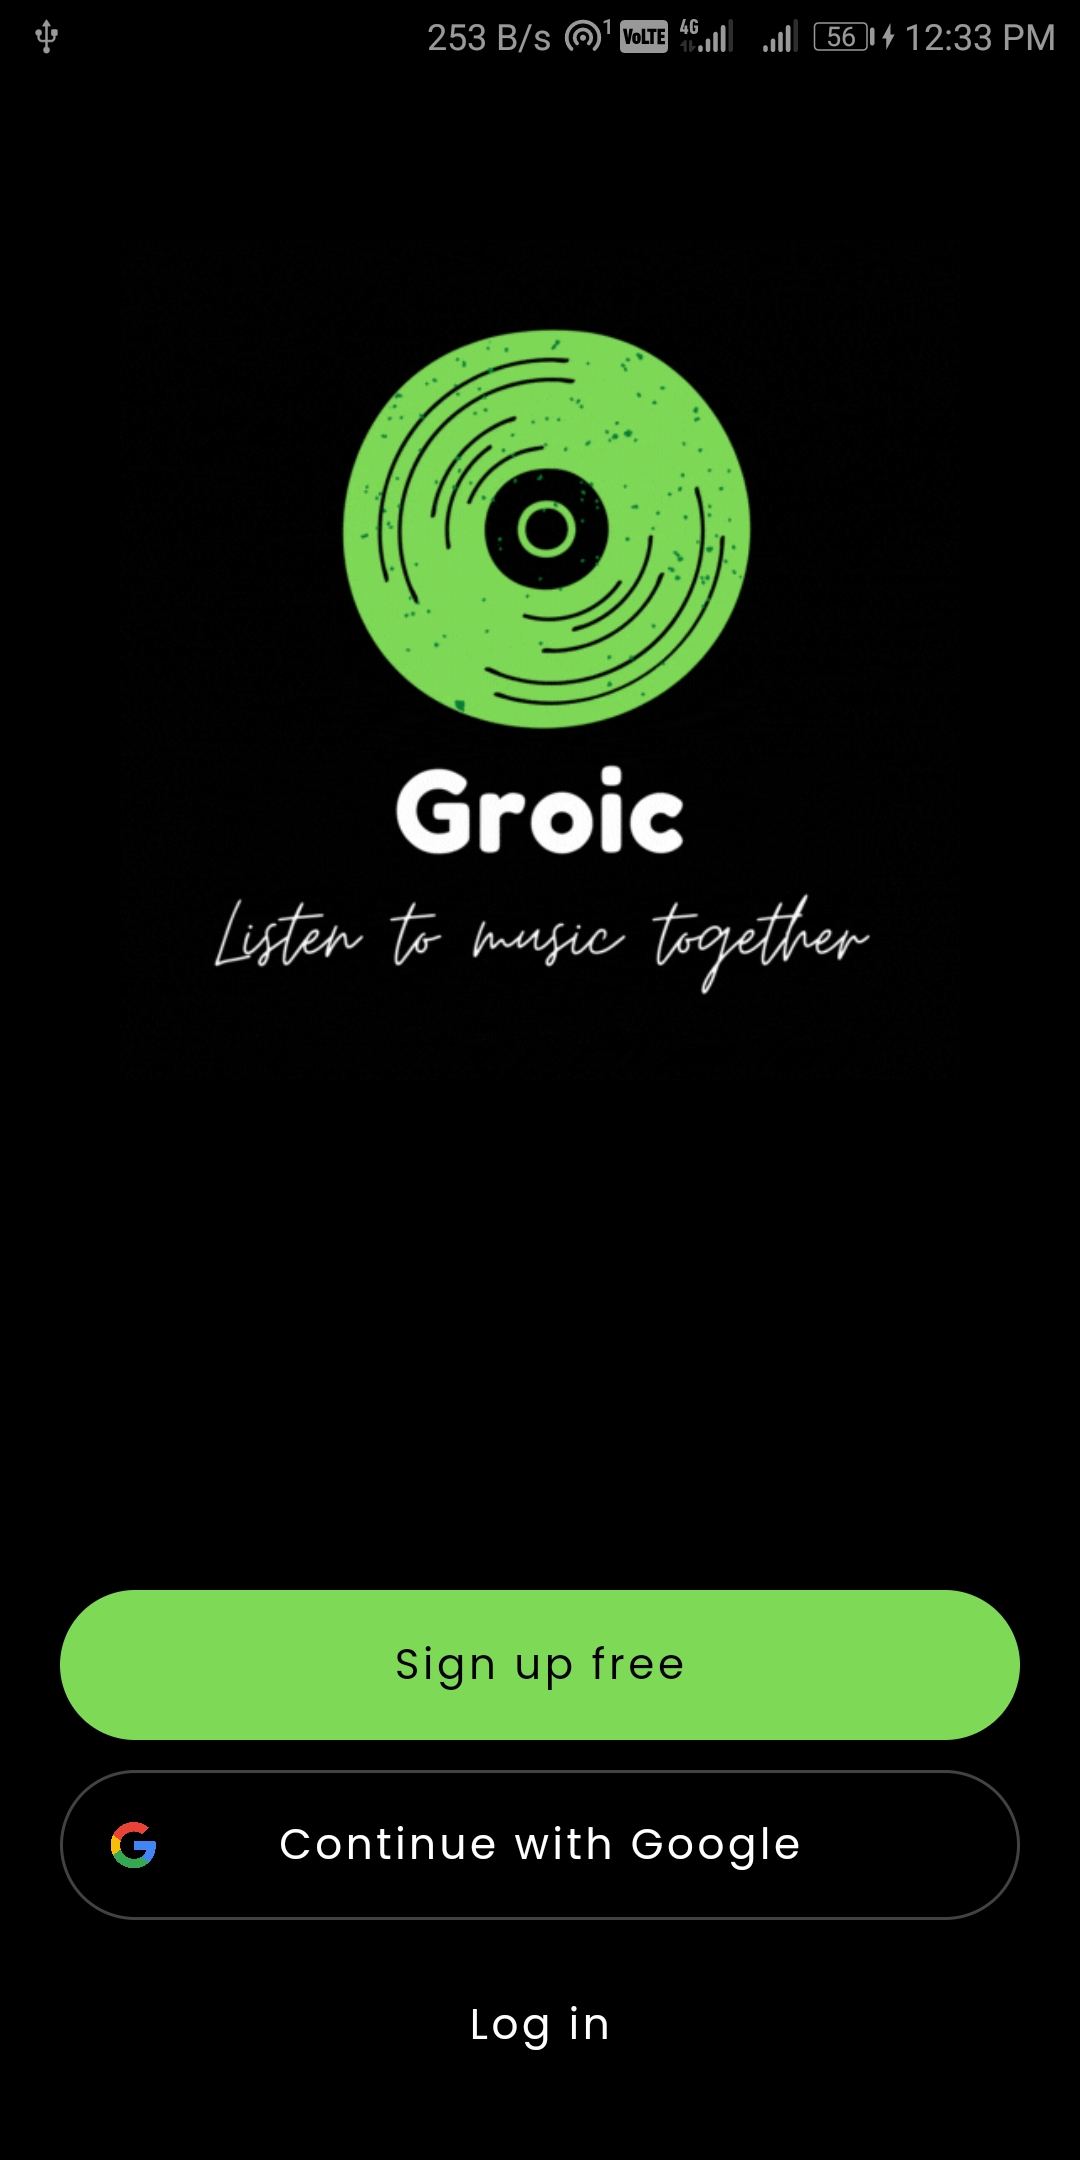 253 B/s 1 VoLTE 4G 56 12:33 PM
Groic
Listen to music together
Sign up free
Continue with Google
Log in